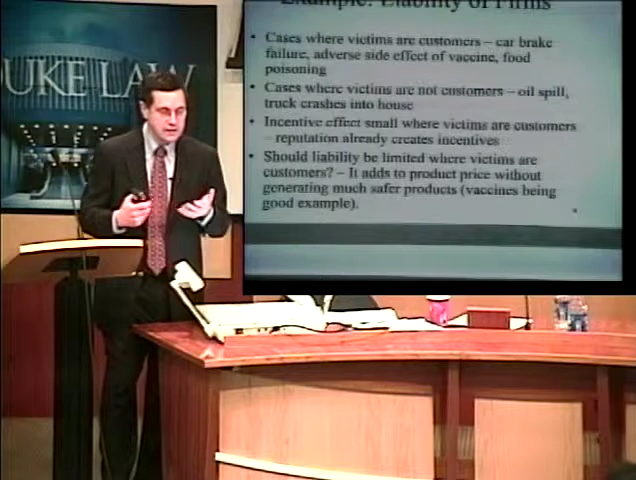 Example: Liability of Firms
• Cases where victims are customers – car brake
failure, adverse side effect of vaccine, food
poisoning
• Cases where victims are not customers – oil spill,
truck crashes into house
• Incentive effect small where victims are customers
– reputation already creates incentives
• Should liability be limited where victims are
customers? – It adds to product price without
generating much safer products (vaccines being
good example).
DUKE LAW